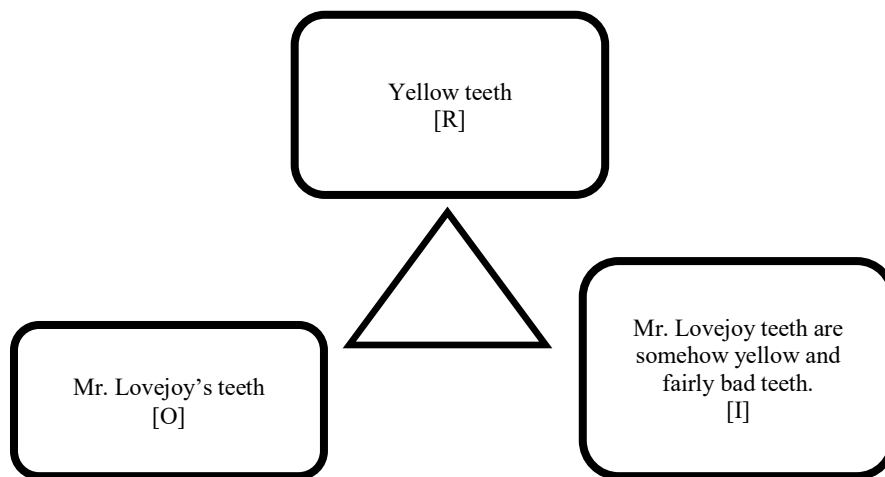 Yellow teeth
[R]
Mr. Lovejoy’s teeth
[O]
Mr. Lovejoy teeth are
somehow yellow and
fairly bad teeth.
[I]